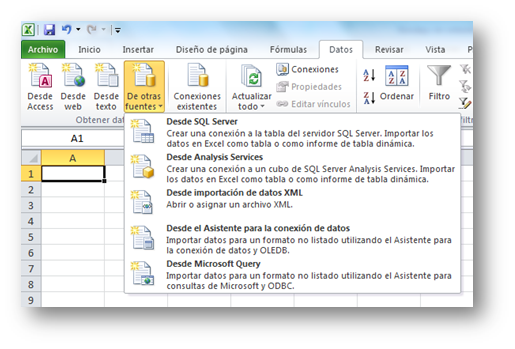 Archivo Inicio Insertar Diseño de página Fórmulas Datos Revisar Vista
Desde Access
Desde web
Desde texto
De otras fuentes
Conexiones existentes
Actualizar todo
Conexiones
Propiedades
Editar vínculos
Ordenar
Filtro
Obtener
A1
A
1
2
3
4
5
6
7
8
9
Desde SQL Server
Crear una conexión a la tabla del servidor SQL Server. Importar los
datos en Excel como tabla o como informe de tabla dinámica.
Desde Analysis Services
Crear una conexión a un cubo de SQL Server Analysis Services. Importar
los datos en Excel como tabla o como informe de tabla dinámica.
Desde importación de datos XML
Abrir o asignar un archivo XML.
Desde el Asistente para la conexión de datos
Importar datos para un formato no listado utilizando el Asistente para
la conexión de datos y OLEDB.
Desde Microsoft Query
Importar datos para un formato no listado utilizando el Asistente para
consultas de Microsoft y ODBC.